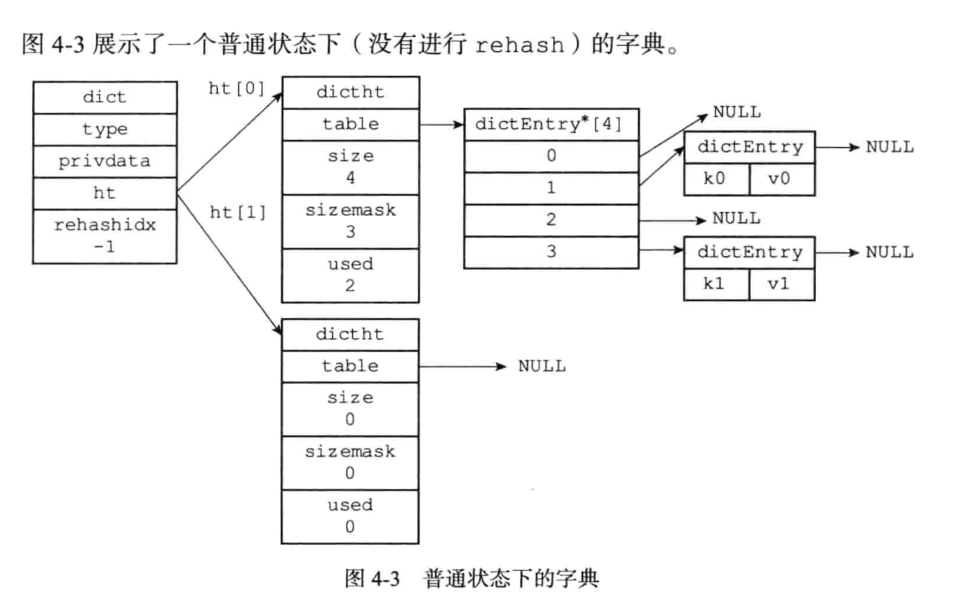 图 4-3 展示了一个普通状态下（没有进行 rehash）的字典。
dict
type
privdata
ht
rehashidx
-1
ht[0]
ht[1]
dictht
table
size
4
sizemask
3
used
2
dictEntry*[4]
0
1
2
3
NULL
dictEntry
k0 v0
NULL
NULL
dictEntry
k1 v1
NULL
dictht
table
size
0
sizemask
0
used
0
NULL
图 4-3 普通状态下的字典